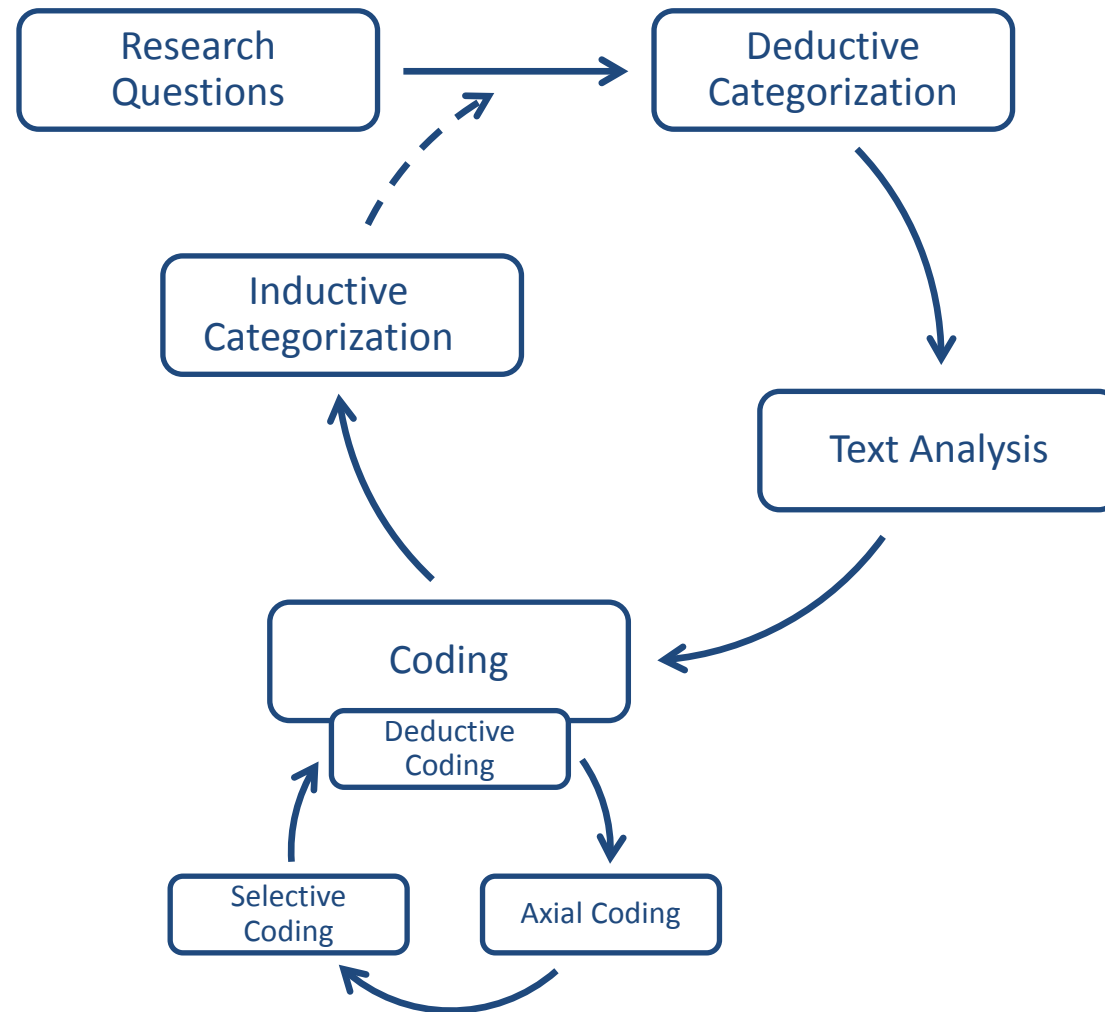 Research
Questions
Deductive
Categorization
Inductive
Categorization
Text Analysis
Coding
Deductive
Coding
Selective
Coding
Axial Coding